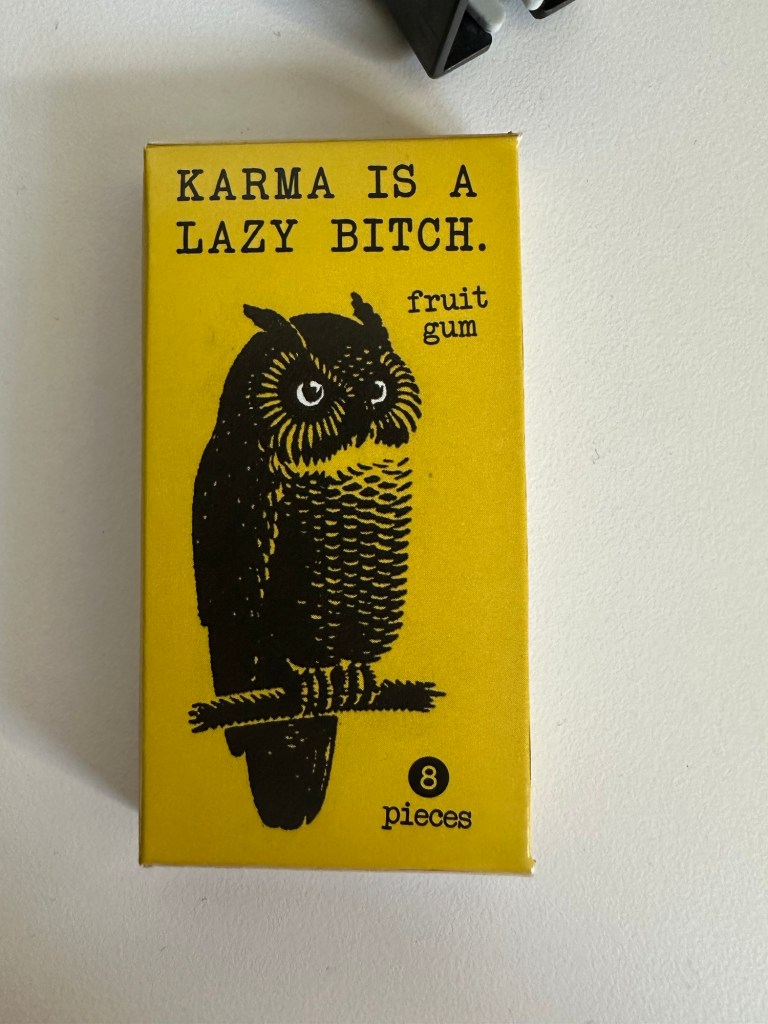 KARMA IS A
LAZY BITCH.
fruit
gum
8
pieces